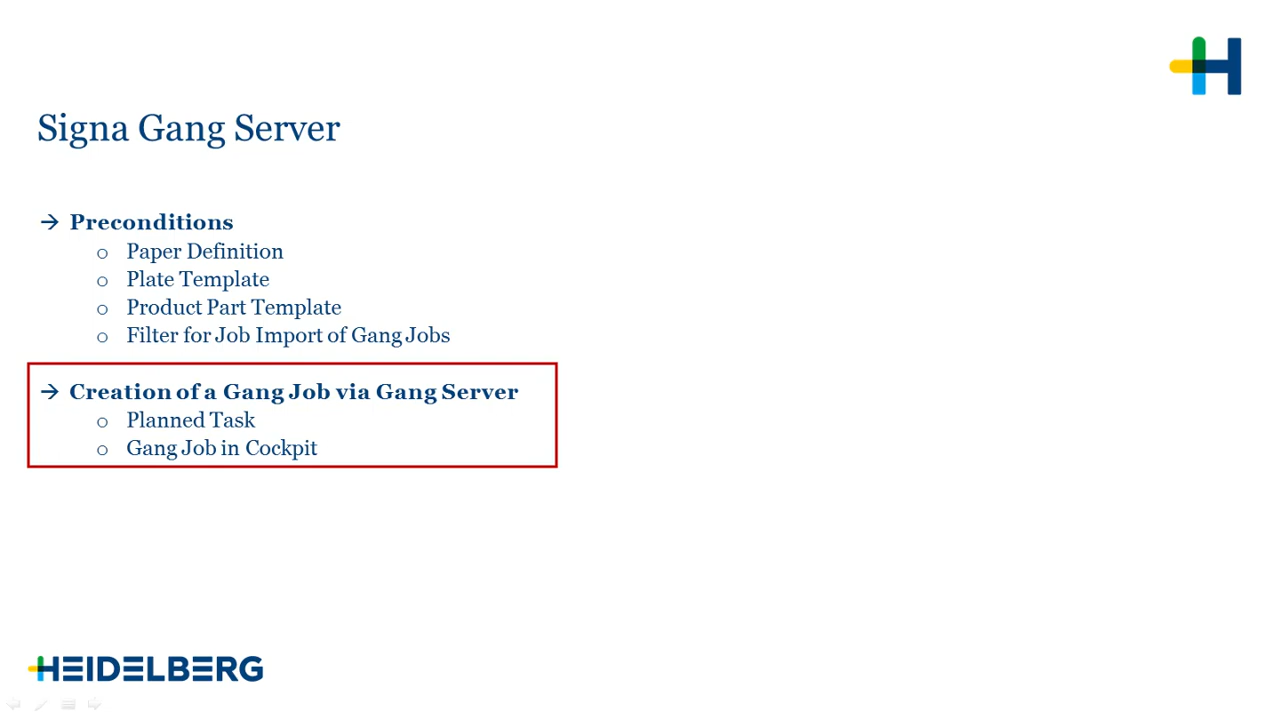 Signa Gang Server
→ Preconditions
o Paper Definition
o Plate Template
o Product Part Template
o Filter for Job Import of Gang Jobs
→ Creation of a Gang Job via Gang Server
o Planned Task
o Gang Job in Cockpit
HEIDELBERG